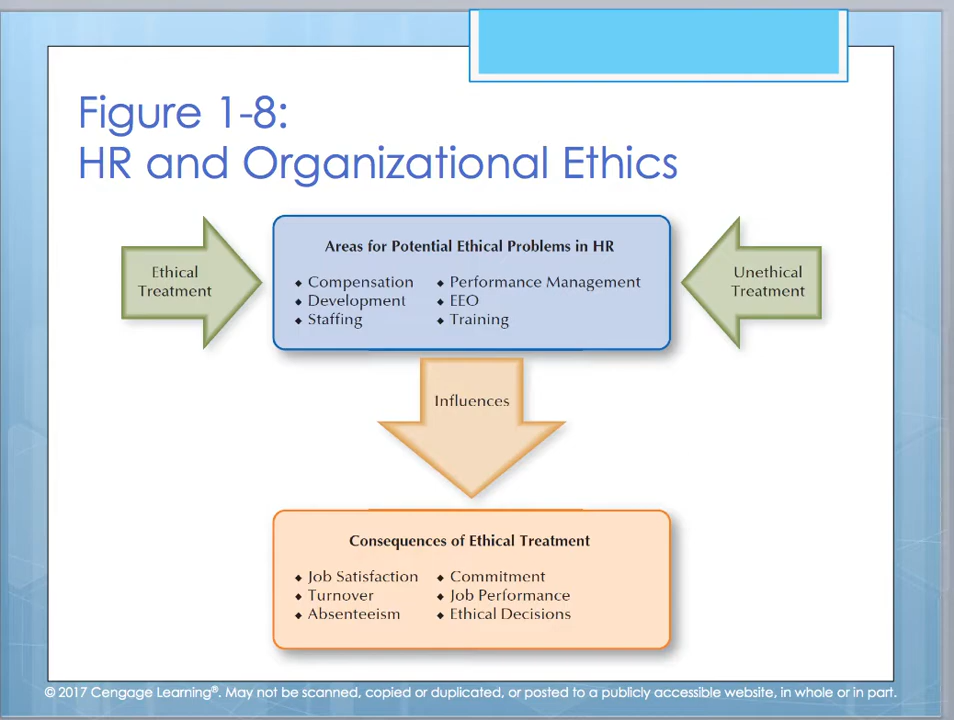 Figure 1-8:
HR and Organizational Ethics
Ethical
Treatment
Areas for Potential Ethical Problems in HR
◆ Compensation
◆ Development
◆ Staffing
◆ Performance Management
◆ EEO
◆ Training
Unethical
Treatment
Influences
Consequences of Ethical Treatment
◆ Job Satisfaction
◆ Turnover
◆ Absenteeism
◆ Commitment
◆ Job Performance
◆ Ethical Decisions
© 2017 Cengage Learning®. May not be scanned, copied or duplicated, or posted to a publicly accessible website, in whole or in part.